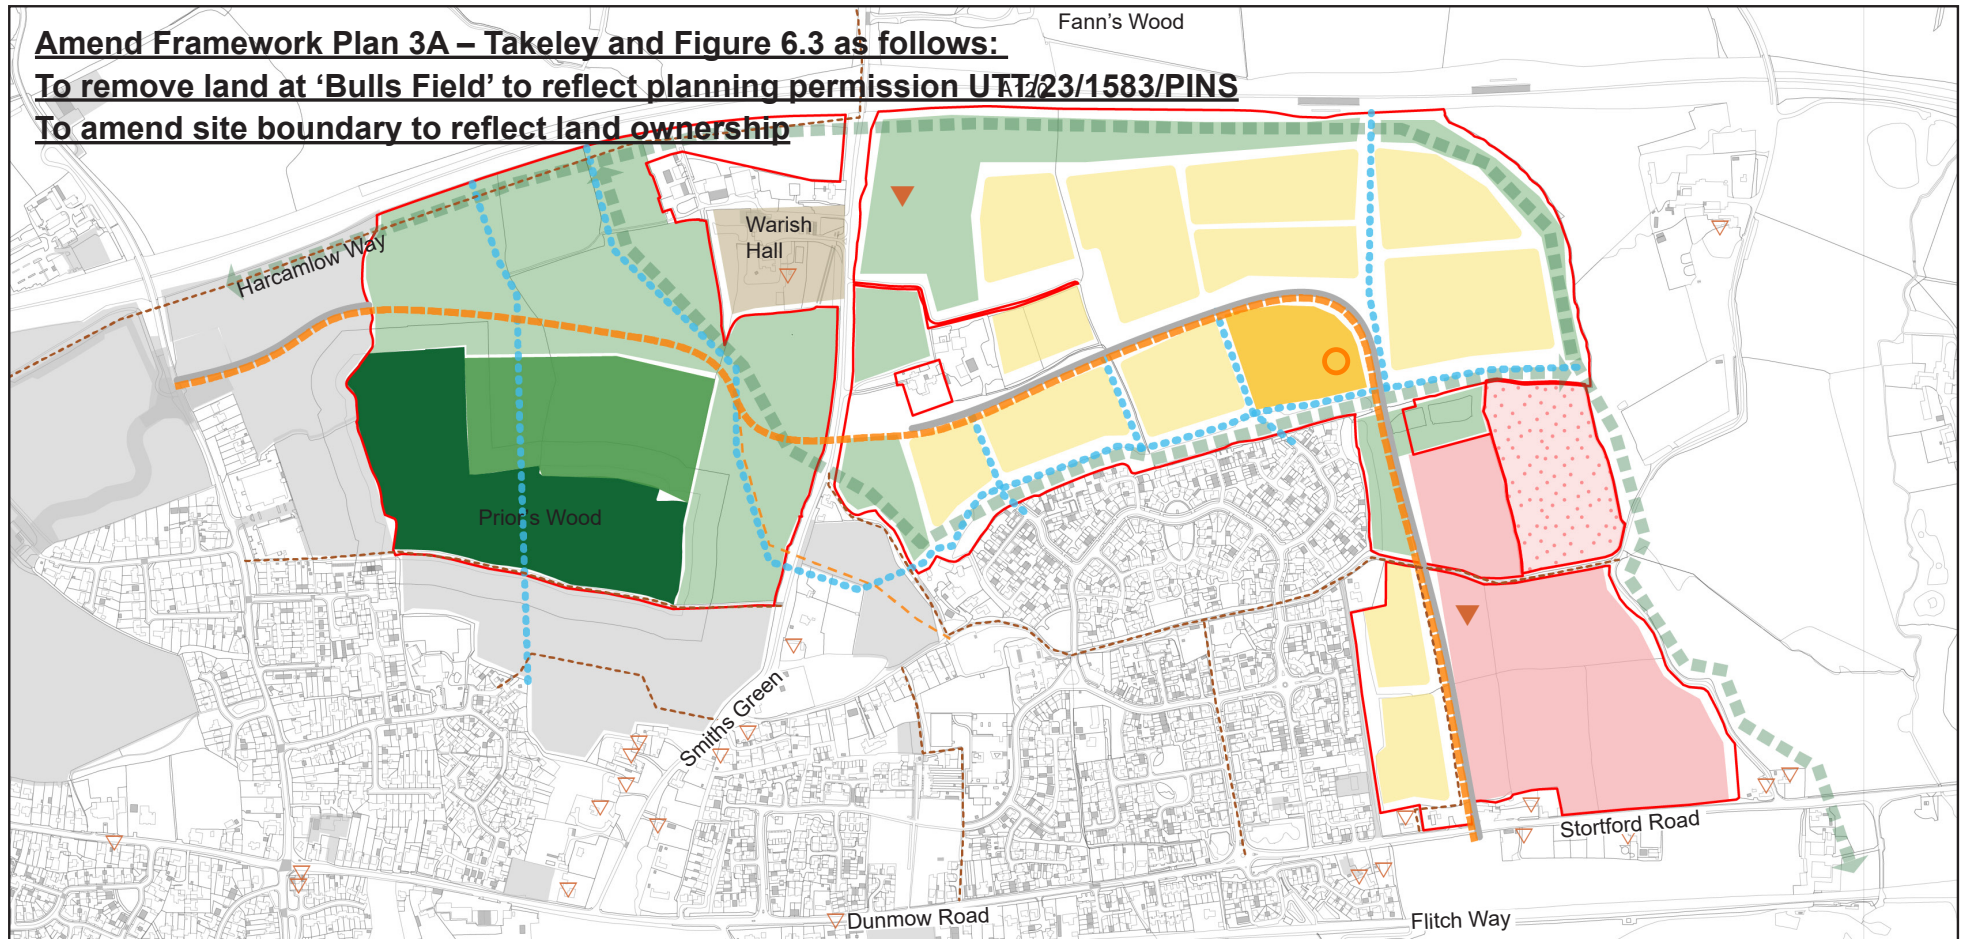 Fann's Wood
Amend Framework Plan 3A – Takeley and Figure 6.3 as follows:
To remove land at ‘Bulls Field’ to reflect planning permission UTT/23/1583/PINS
A120
To amend site boundary to reflect land ownership
Warish
Hall
Harcamlow Way
Prior's Wood
Smiths Green
Stortford Road
Dunmow Road
Flitch Way